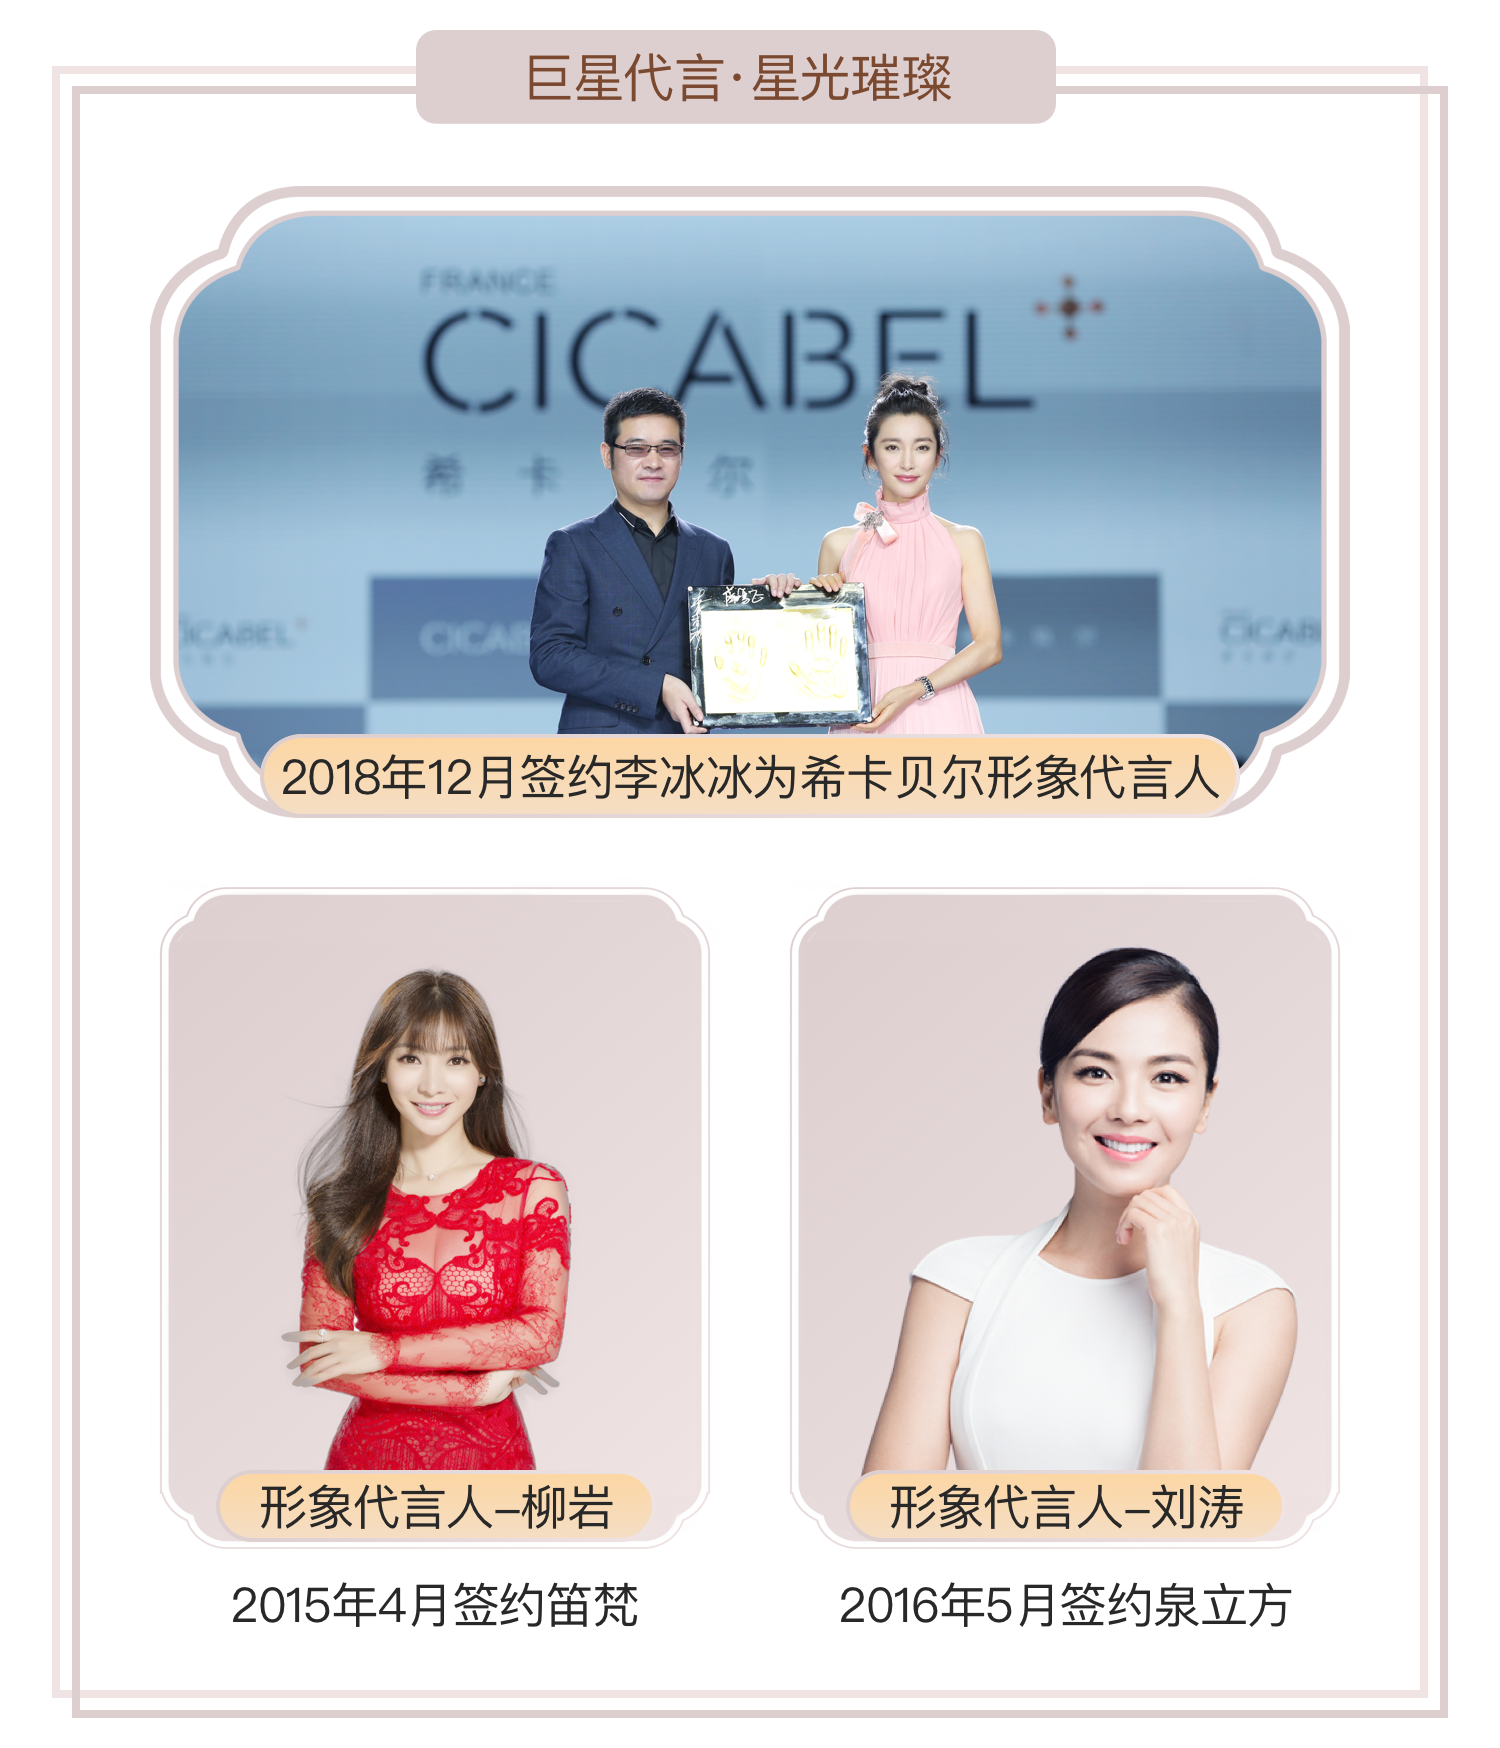 巨星代言·星光璀璨
FRANCE
CICABEL
希 卡 尔
CICABEL
CICAB
CICAB
2018年12月签约李冰冰为希卡贝尔形象代言人
形象代言人–柳岩
形象代言人–刘涛
2015年4月签约笛梵
2016年5月签约泉立方